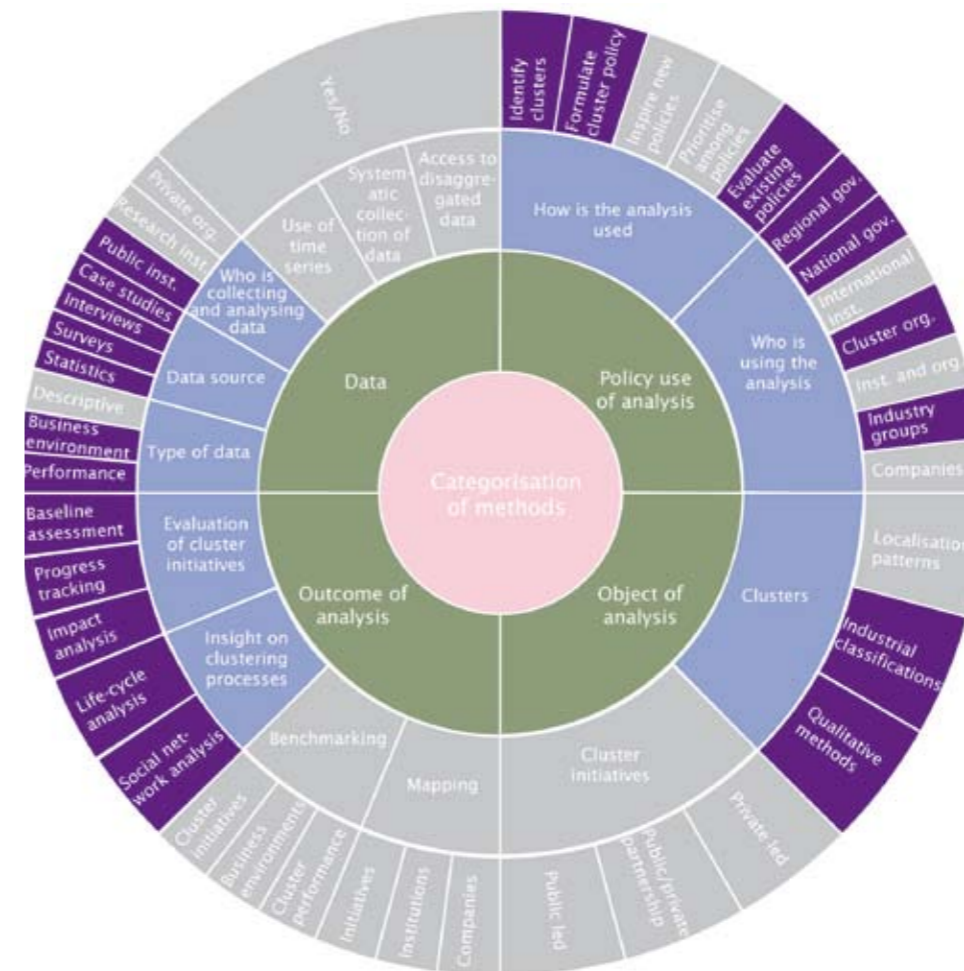 Categorisation
of methods
Policy use
of analysis
Object of
analysis
Outcome of
analysis
Data
How is the analysis
used
Who is
using the
analysis
Clusters
Cluster
initiatives
Mapping
Benchmarking
Insight on
clustering
processes
Evaluation
of cluster
initiatives
Type of data
Data source
Who is
collecting
and analysing
data
Use of
time
series
System-
atic
collec-
tion of
data
Access to
disaggre-
gated
data
Identify
clusters
Formulate
cluster policy
Inspire new
policies
Prioritise
among
policies
Evaluate
existing
policies
Regional gov.
National gov.
International
inst.
Cluster org.
Inst. and org.
Industry
groups
Companies
Localisation
patterns
Industrial
classifications
Qualitative
methods
Private led
Public/private
partnership
Public led
Companies
Institutions
Initiatives
Cluster
performance
Business
environments
Cluster
initiatives
Social net-
work analysis
Life-cycle
analysis
Impact
analysis
Progress
tracking
Baseline
assessment
Performance
Business
environment
Descriptive
Statistics
Surveys
Interviews
Case studies
Public inst.
Research inst.
Private org.
Yes/No